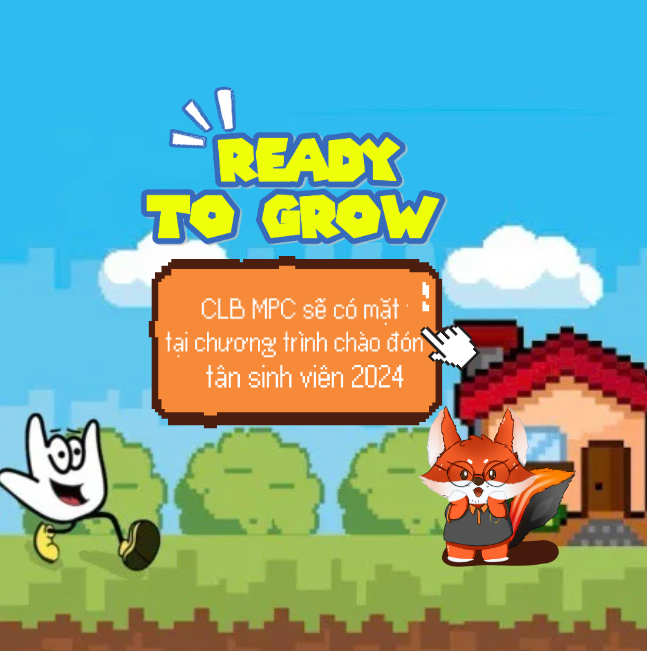 READY
TO GROW
CLB MPC sẽ có mặt
tại chương trình chào đón
tân sinh viên 2024